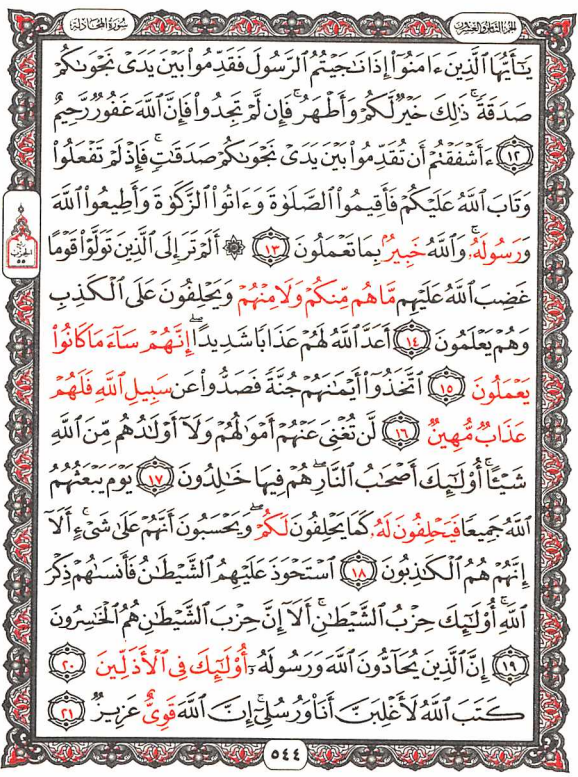 سُورَةُ المُجَادلَة
الجزء الثامن والعشرون
يَـٰٓأَيُّهَا ٱلَّذِينَ ءَامَنُوٓا۟ إِذَا نَـٰجَيْتُمُ ٱلرَّسُولَ فَقَدِّمُوا۟ بَيْنَ يَدَىْ نَجْوَىٰكُمْ
صَدَقَةً ۚ ذَٰلِكَ خَيْرٌ لَّكُمْ وَأَطْهَرُ ۚ فَإِن لَّمْ تَجِدُوا۟ فَإِنَّ ٱللَّهَ غَفُورٌ رَّحِيمٌ
﴿١٢﴾ ءَأَشْفَقْتُمْ أَن تُقَدِّمُوا۟ بَيْنَ يَدَىْ نَجْوَىٰكُمْ صَدَقَـٰتٍ ۚ فَإِذْ لَمْ تَفْعَلُوا۟
وَتَابَ ٱللَّهُ عَلَيْكُمْ فَأَقِيمُوا۟ ٱلصَّلَوٰةَ وَءَاتُوا۟ ٱلزَّكَوٰةَ وَأَطِيعُوا۟ ٱللَّهَ
وَرَسُولَهُۥ ۚ وَٱللَّهُ خَبِيرٌۢ بِمَا تَعْمَلُونَ ﴿١٣﴾ ۞ أَلَمْ تَرَ إِلَى ٱلَّذِينَ تَوَلَّوْا۟ قَوْمًا
غَضِبَ ٱللَّهُ عَلَيْهِم مَّا هُم مِّنكُمْ وَلَا مِنْهُمْ وَيَحْلِفُونَ عَلَى ٱلْكَذِبِ
وَهُمْ يَعْلَمُونَ ﴿١٤﴾ أَعَدَّ ٱللَّهُ لَهُمْ عَذَابًا شَدِيدًا ۖ إِنَّهُمْ سَآءَ مَا كَانُوا۟
يَعْمَلُونَ ﴿١٥﴾ ٱتَّخَذُوٓا۟ أَيْمَـٰنَهُمْ جُنَّةً فَصَدُّوا۟ عَن سَبِيلِ ٱللَّهِ فَلَهُمْ
عَذَابٌ مُّهِينٌ ﴿١٦﴾ لَّن تُغْنِىَ عَنْهُمْ أَمْوَٰلُهُمْ وَلَآ أَوْلَـٰدُهُم مِّنَ ٱللَّهِ
شَيْـًٔا ۚ أُو۟لَـٰٓئِكَ أَصْحَـٰبُ ٱلنَّارِ ۖ هُمْ فِيهَا خَـٰلِدُونَ ﴿١٧﴾ يَوْمَ يَبْعَثُهُمُ
ٱللَّهُ جَمِيعًا فَيَحْلِفُونَ لَهُۥ كَمَا يَحْلِفُونَ لَكُمْ ۖ وَيَحْسَبُونَ أَنَّهُمْ عَلَىٰ شَىْءٍ ۚ أَلَآ
إِنَّهُمْ هُمُ ٱلْكَـٰذِبُونَ ﴿١٨﴾ ٱسْتَحْوَذَ عَلَيْهِمُ ٱلشَّيْطَـٰنُ فَأَنسَىٰهُمْ ذِكْرَ
ٱللَّهِ ۚ أُو۟لَـٰٓئِكَ حِزْبُ ٱلشَّيْطَـٰنِ ۚ أَلَآ إِنَّ حِزْبَ ٱلشَّيْطَـٰنِ هُمُ ٱلْخَـٰسِرُونَ
﴿١٩﴾ إِنَّ ٱلَّذِينَ يُحَآدُّونَ ٱللَّهَ وَرَسُولَهُۥٓ أُو۟لَـٰٓئِكَ فِى ٱلْأَذَلِّينَ ﴿٢٠﴾
كَتَبَ ٱللَّهُ لَأَغْلِبَنَّ أَنَا۠ وَرُسُلِىٓ ۚ إِنَّ ٱللَّهَ قَوِىٌّ عَزِيزٌ ﴿٢١﴾
٥٤٤